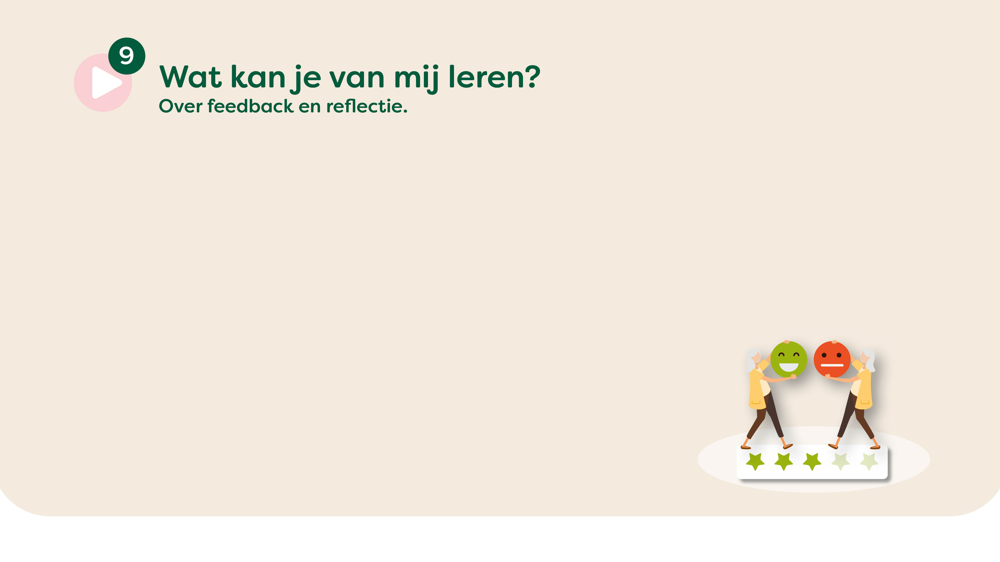 9
Wat kan je van mij leren?
Over feedback en reflectie.